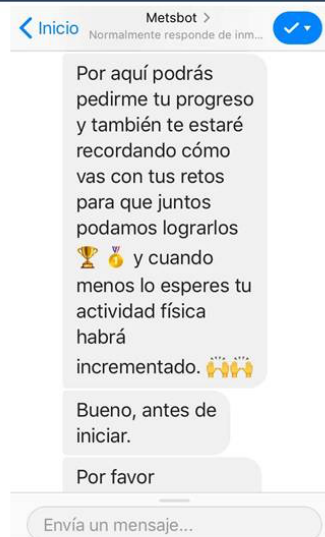 Metsbot >
Inicio
Normalmente responde de inm...
Por aquí podrás
pedirme tu progreso
y también te estaré
recordando cómo
vas con tus retos
para que juntos
podamos lograrlos
🏆 🏅 y cuando
menos lo esperes tu
actividad física
habrá
incrementado. 🙌🙌
Bueno, antes de
iniciar.
Por favor
Envía un mensaje...